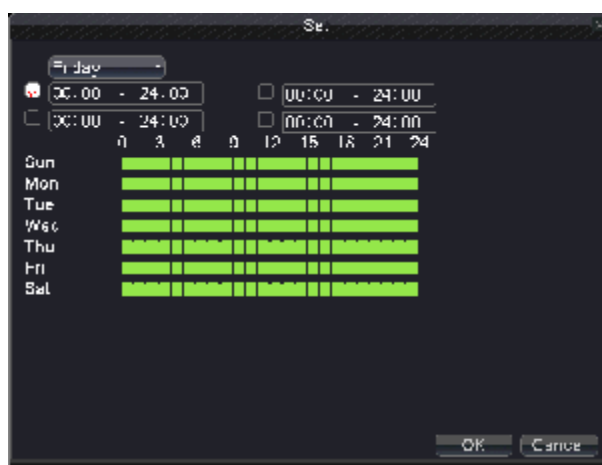 Set
Friday
00:00 - 24:00 00:00 - 24:00
00:00 - 24:00 00:00 - 24:00
0 3 6 9 12 15 18 21 24
Sun
Mon
Tue
Wed
Thu
Fri
Sat
OK Cancel